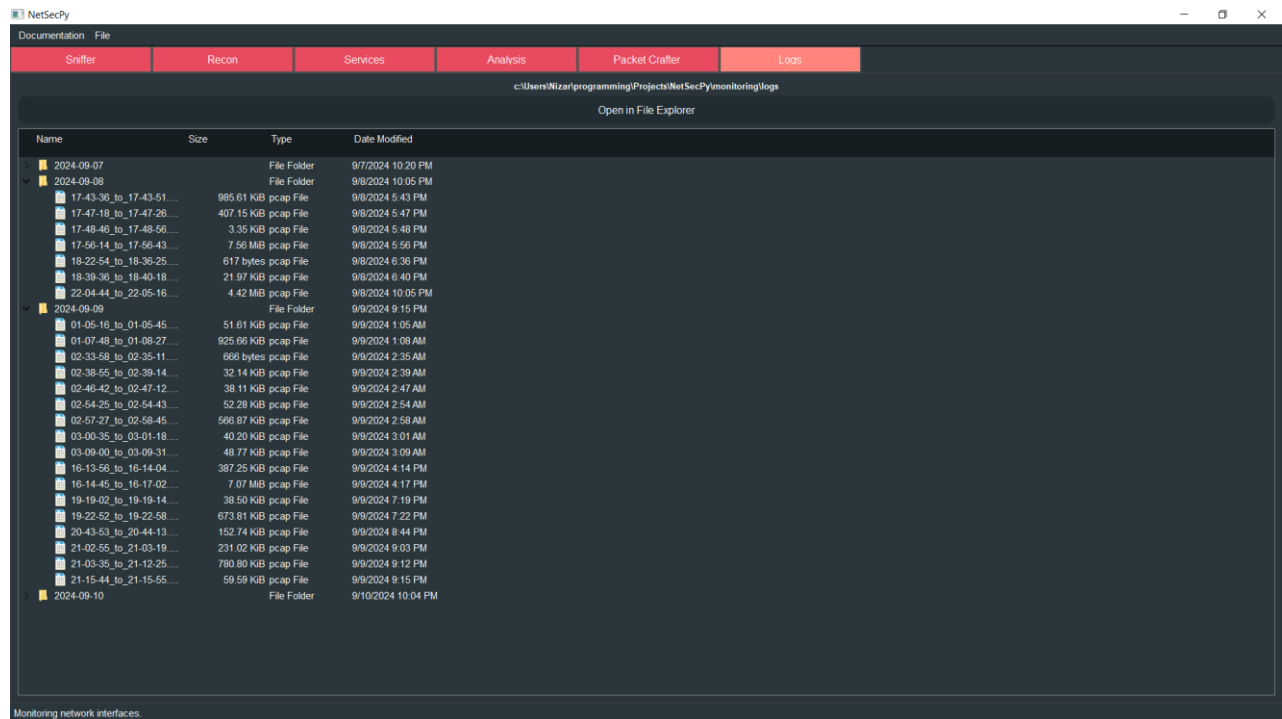 NetSecPy
Documentation File
Sniffer Recon Services Analysis Packet Crafter Logs
c:\Users\Nizar\programming\Projects\NetSecPy\monitoring\logs
Open in File Explorer
Name Size Type Date Modified
2024-09-07 File Folder 9/7/2024 10:20 PM
2024-09-08 File Folder 9/8/2024 10:05 PM
17-43-36_to_17-43-51.... 985.61 KiB pcap File 9/8/2024 5:43 PM
17-47-18_to_17-47-26.... 407.15 KiB pcap File 9/8/2024 5:47 PM
17-48-46_to_17-48-56.... 3.35 KiB pcap File 9/8/2024 5:48 PM
17-56-14_to_17-56-43.... 7.56 MiB pcap File 9/8/2024 5:56 PM
18-22-54_to_18-36-25.... 617 bytes pcap File 9/8/2024 6:36 PM
18-39-36_to_18-40-18.... 21.97 KiB pcap File 9/8/2024 6:40 PM
22-04-44_to_22-05-16.... 4.42 MiB pcap File 9/8/2024 10:05 PM
2024-09-09 File Folder 9/9/2024 9:15 PM
01-05-16_to_01-05-45.... 51.61 KiB pcap File 9/9/2024 1:05 AM
01-07-48_to_01-08-27.... 925.66 KiB pcap File 9/9/2024 1:08 AM
02-33-58_to_02-35-11.... 666 bytes pcap File 9/9/2024 2:35 AM
02-38-55_to_02-39-14.... 32.14 KiB pcap File 9/9/2024 2:39 AM
02-46-42_to_02-47-12.... 38.11 KiB pcap File 9/9/2024 2:47 AM
02-54-25_to_02-54-43.... 52.28 KiB pcap File 9/9/2024 2:54 AM
02-57-27_to_02-58-45.... 566.87 KiB pcap File 9/9/2024 2:58 AM
03-00-35_to_03-01-18.... 40.20 KiB pcap File 9/9/2024 3:01 AM
03-09-00_to_03-09-31.... 48.77 KiB pcap File 9/9/2024 3:09 AM
16-13-56_to_16-14-04.... 387.25 KiB pcap File 9/9/2024 4:14 PM
16-14-45_to_16-17-02.... 7.07 MiB pcap File 9/9/2024 4:17 PM
19-19-02_to_19-19-14.... 38.50 KiB pcap File 9/9/2024 7:19 PM
19-22-52_to_19-22-58.... 673.81 KiB pcap File 9/9/2024 7:22 PM
20-43-53_to_20-44-13.... 152.74 KiB pcap File 9/9/2024 8:44 PM
21-02-55_to_21-03-19.... 231.02 KiB pcap File 9/9/2024 9:03 PM
21-03-35_to_21-12-25.... 780.80 KiB pcap File 9/9/2024 9:12 PM
21-15-44_to_21-15-55.... 59.59 KiB pcap File 9/9/2024 9:15 PM
2024-09-10 File Folder 9/10/2024 10:04 PM
Monitoring network interfaces.